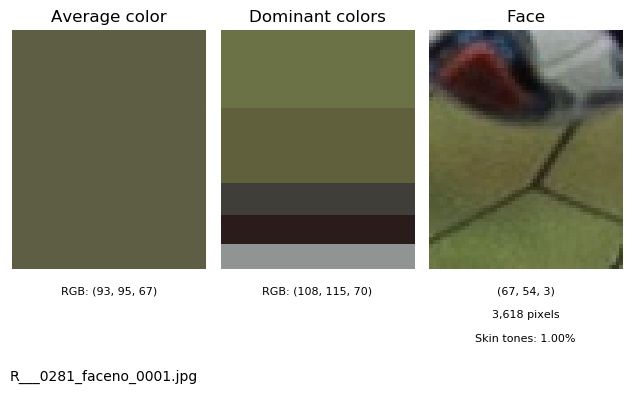 Average color
Dominant colors
Face
RGB: (93, 95, 67)
RGB: (108, 115, 70)
(67, 54, 3)
3,618 pixels
Skin tones: 1.00%
R___0281_faceno_0001.jpg